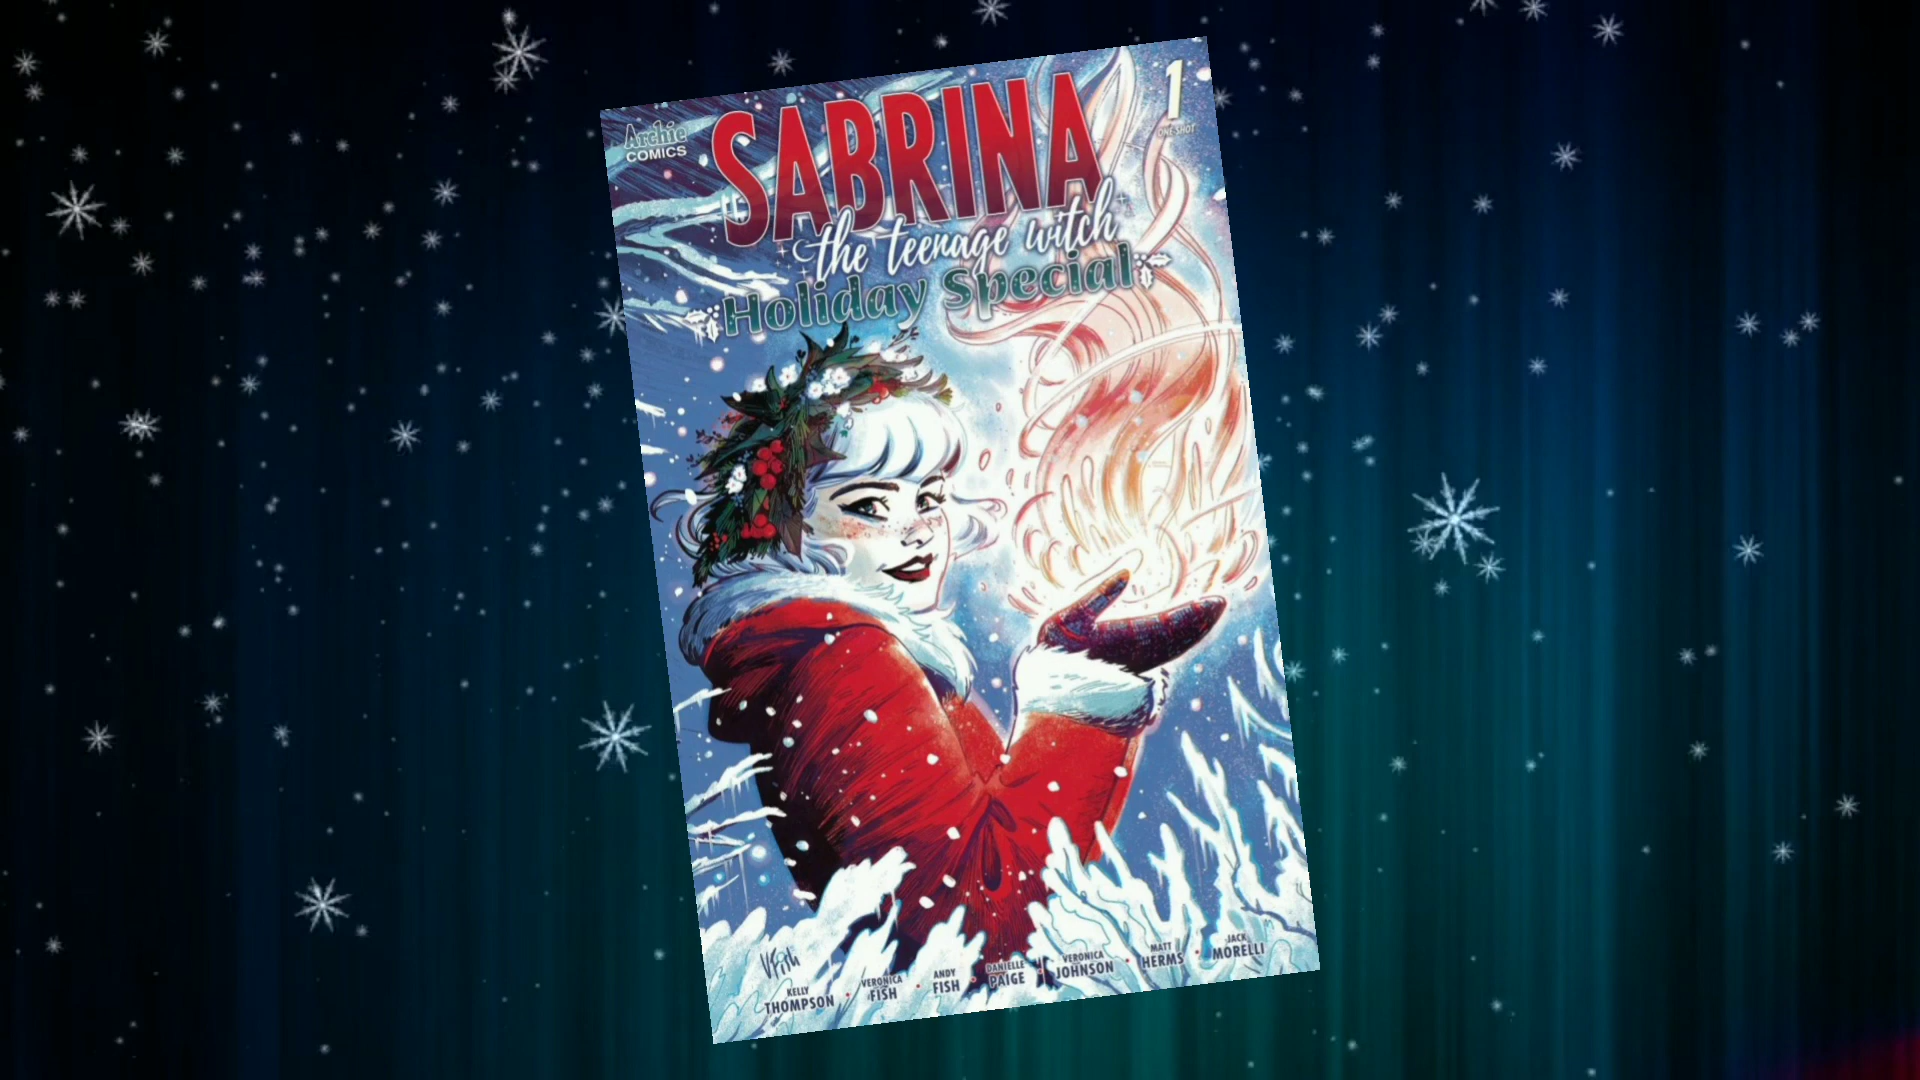 Archie
COMICS
SABRINA
the teenage witch
Holiday Special
1
ONE-SHOT
VFish
KELLY
THOMPSON
VERONICA
FISH
ANDY
FISH
DANIELLE
PAIGE
VERONICA
JOHNSON
MATT
HERMS
JACK
MORELLI